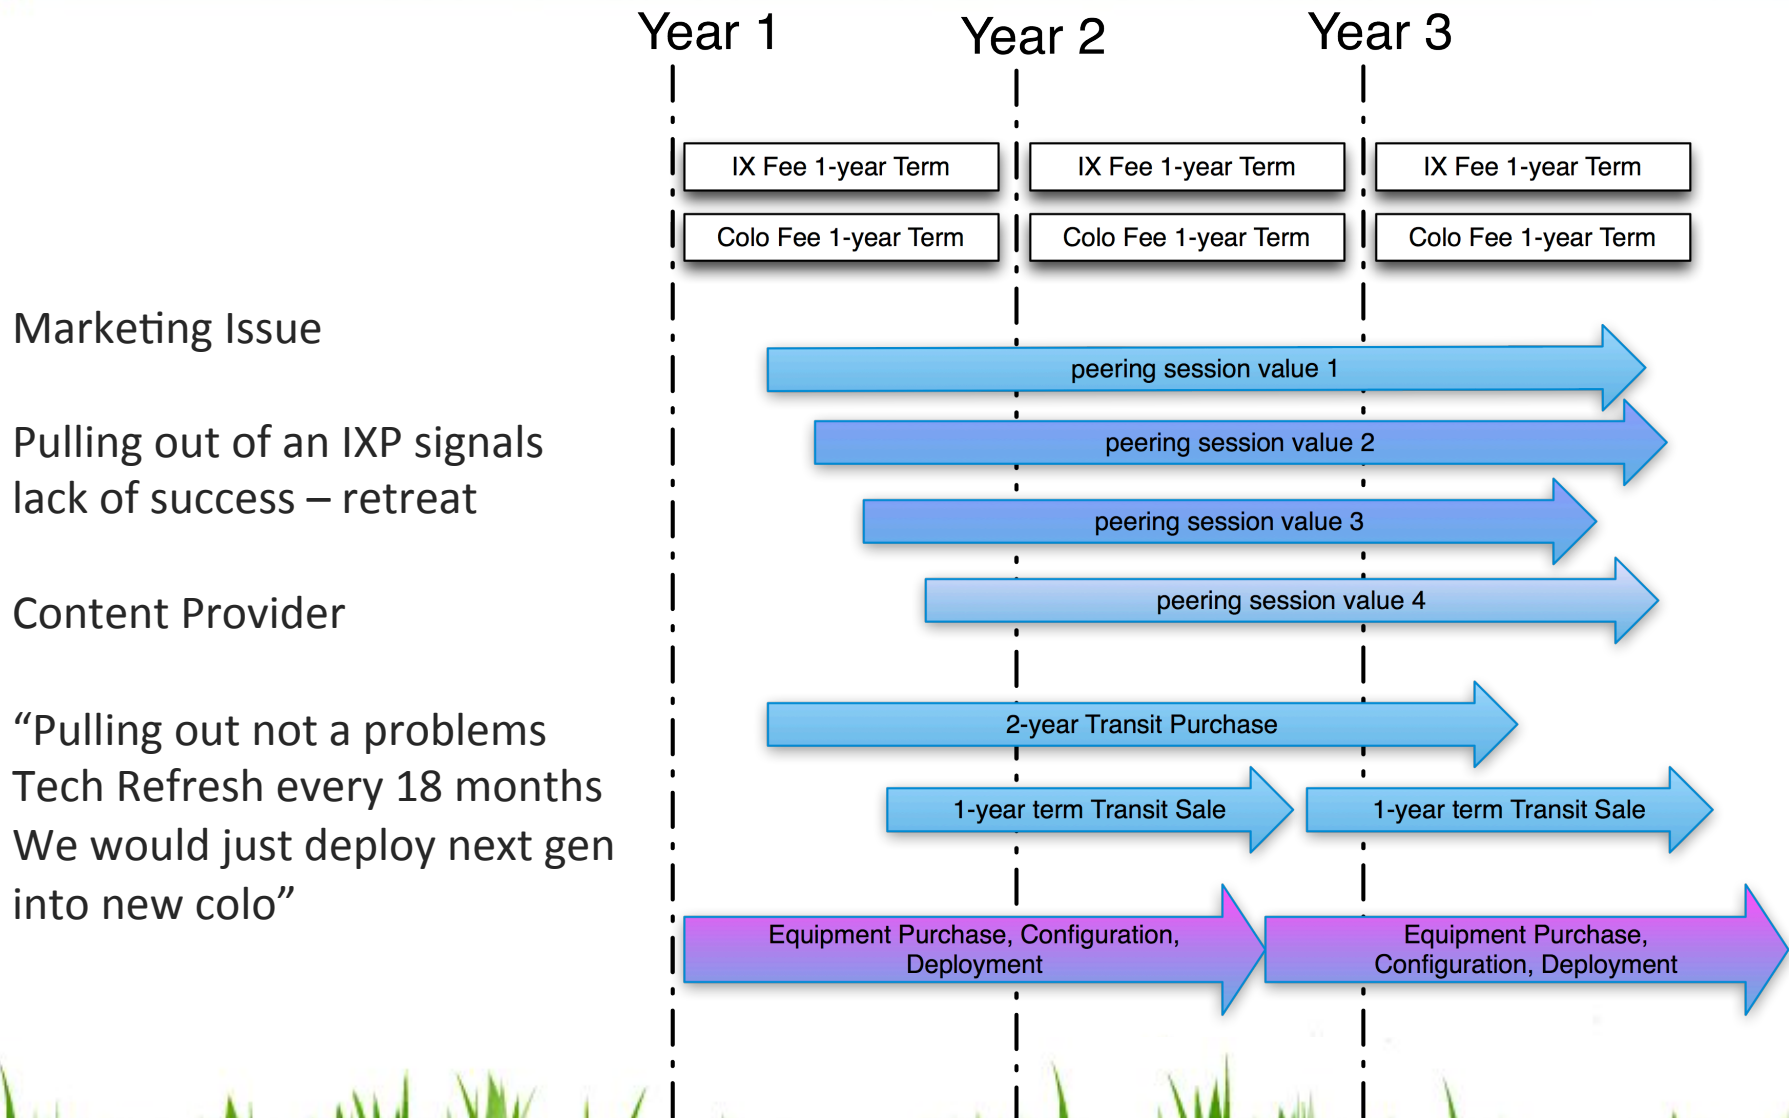 Year 1
Year 2
Year 3
IX Fee 1-year Term
IX Fee 1-year Term
IX Fee 1-year Term
Colo Fee 1-year Term
Colo Fee 1-year Term
Colo Fee 1-year Term
Marketing Issue
Pulling out of an IXP signals
lack of success – retreat
Content Provider
“Pulling out not a problems
Tech Refresh every 18 months
We would just deploy next gen
into new colo”
peering session value 1
peering session value 2
peering session value 3
peering session value 4
2-year Transit Purchase
1-year term Transit Sale
1-year term Transit Sale
Equipment Purchase, Configuration,
Deployment
Equipment Purchase,
Configuration, Deployment